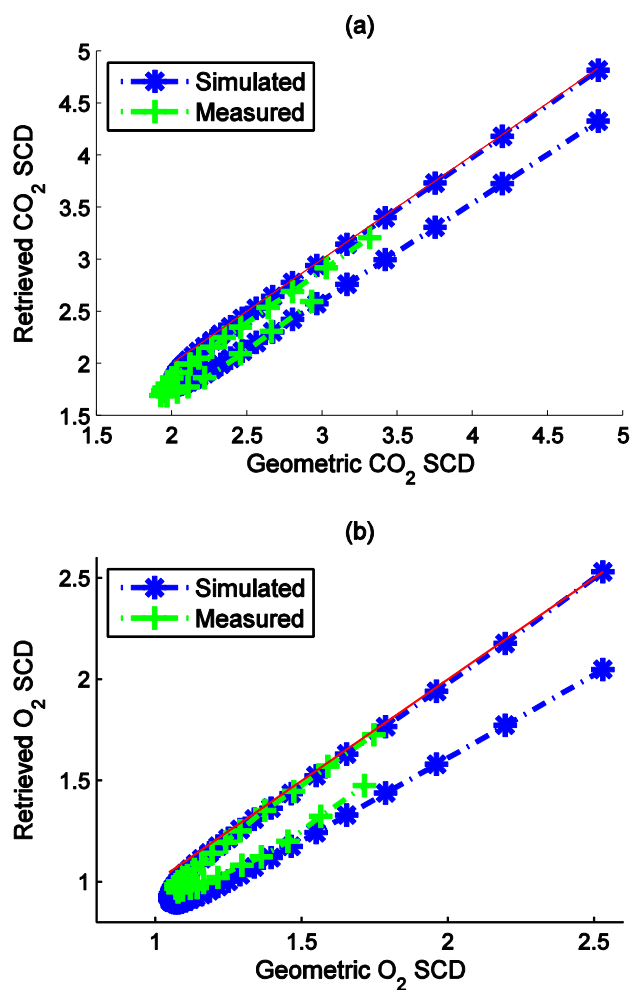 (a)
5
4.5
4
3.5
3
2.5
2
1.5
Retrieved CO2 SCD
Simulated
Measured
1.5 2 2.5 3 3.5 4 4.5 5
Geometric CO2 SCD
(b)
2.5
2
1.5
1
Retrieved O2 SCD
Simulated
Measured
1 1.5 2 2.5
Geometric O2 SCD